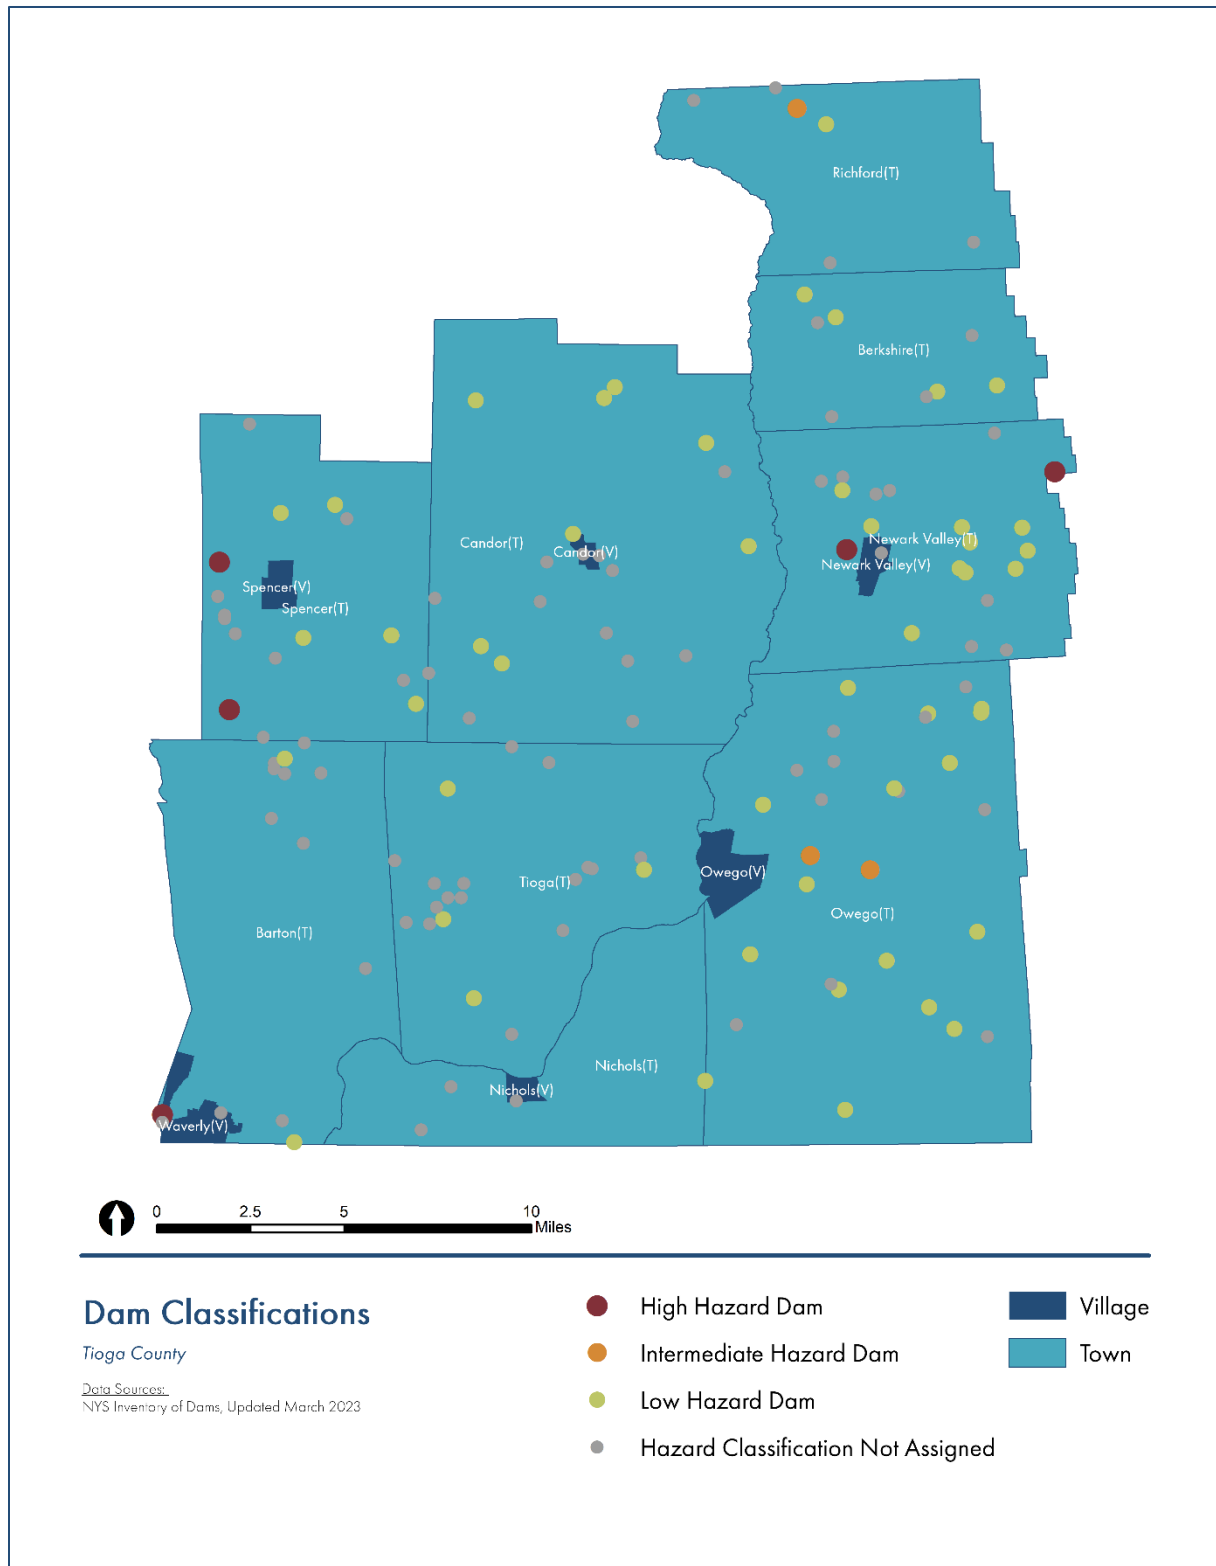 Richford(T)
Berkshire(T)
Candor(T)
Candor(V)
Newark Valley(T)
Newark Valley(V)
Spencer(V)
Spencer(T)
Owego(V)
Tioga(T)
Owego(T)
Barton(T)
Nichols(T)
Nichols(V)
Waverly(V)
0 2.5 5 10
Miles
Dam Classifications
Tioga County
Data Sources:
NYS Inventory of Dams, Updated March 2023
High Hazard Dam
Intermediate Hazard Dam
Low Hazard Dam
Hazard Classification Not Assigned
Village
Town